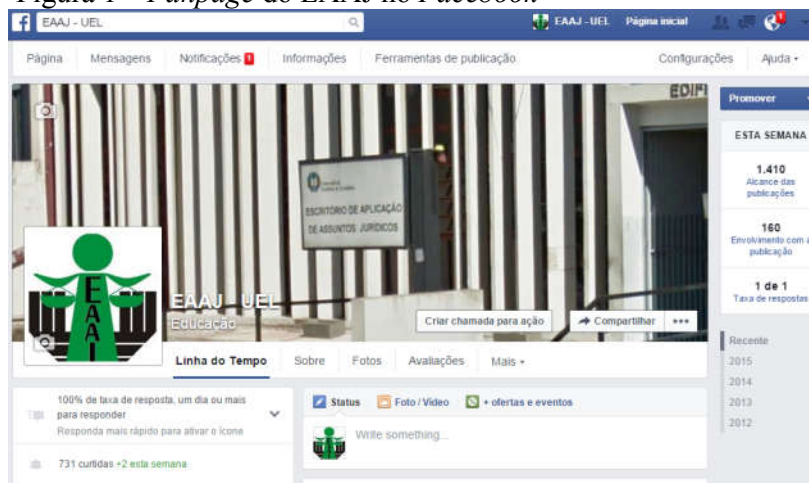 Figura 1 – Fanpage do EAAJ no Facebook
EAAJ - UEL
EAAJ - UEL Página inicial
Página Mensagens Notificações 1 Informações Ferramentas de publicação Configurações Ajuda
EDIFÍ
ESCRITÓRIO DE APLICAÇÃO
DE ASSUNTOS JURÍDICOS
EAAJ
EAAJ - UEL
Educação
Criar chamada para ação Compartilhar
Linha do Tempo Sobre Fotos Avaliações Mais
Promover
ESTA SEMANA
1.410
Alcance das
publicações
160
Envolvimento com a
publicação
1 de 1
Taxa de respostas
Recente
2015
2014
2013
2012
100% de taxa de resposta, um dia ou mais
para responder
Responda mais rápido para ativar o ícone
731 curtidas +2 esta semana
Status Foto / Vídeo + ofertas e eventos
Write something...